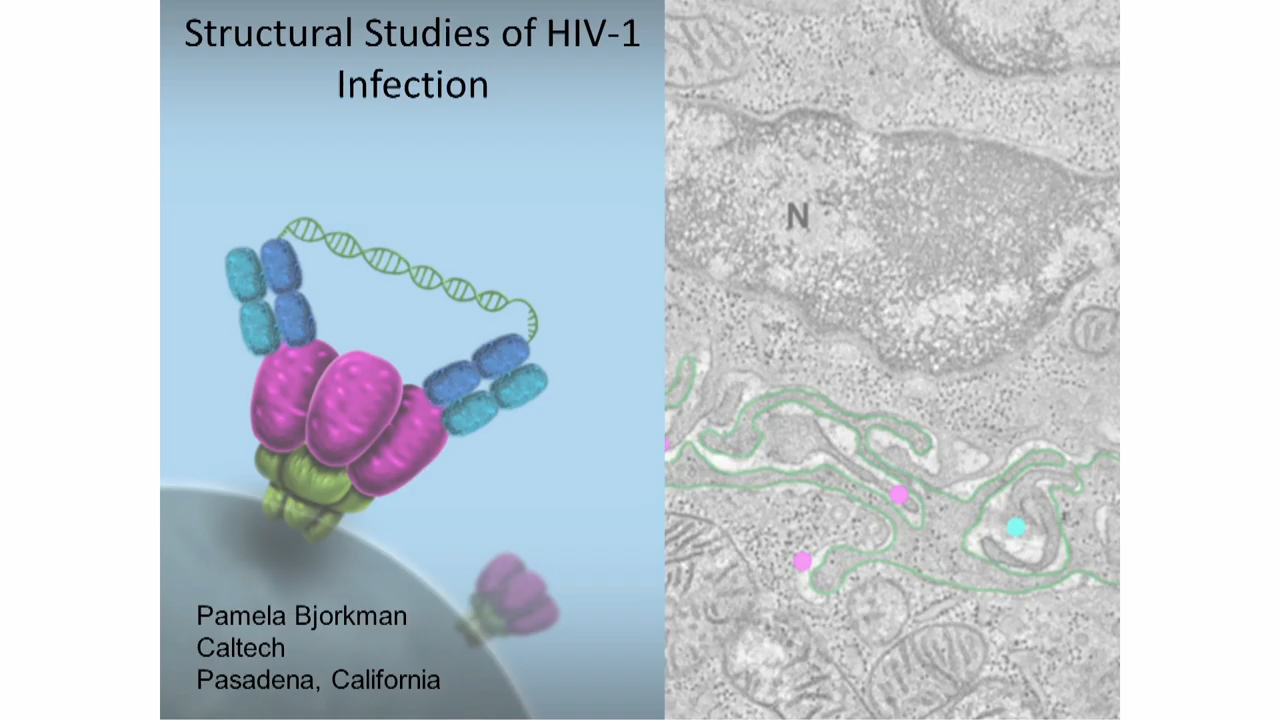 Structural Studies of HIV-1
Infection
N
Pamela Bjorkman
Caltech
Pasadena, California